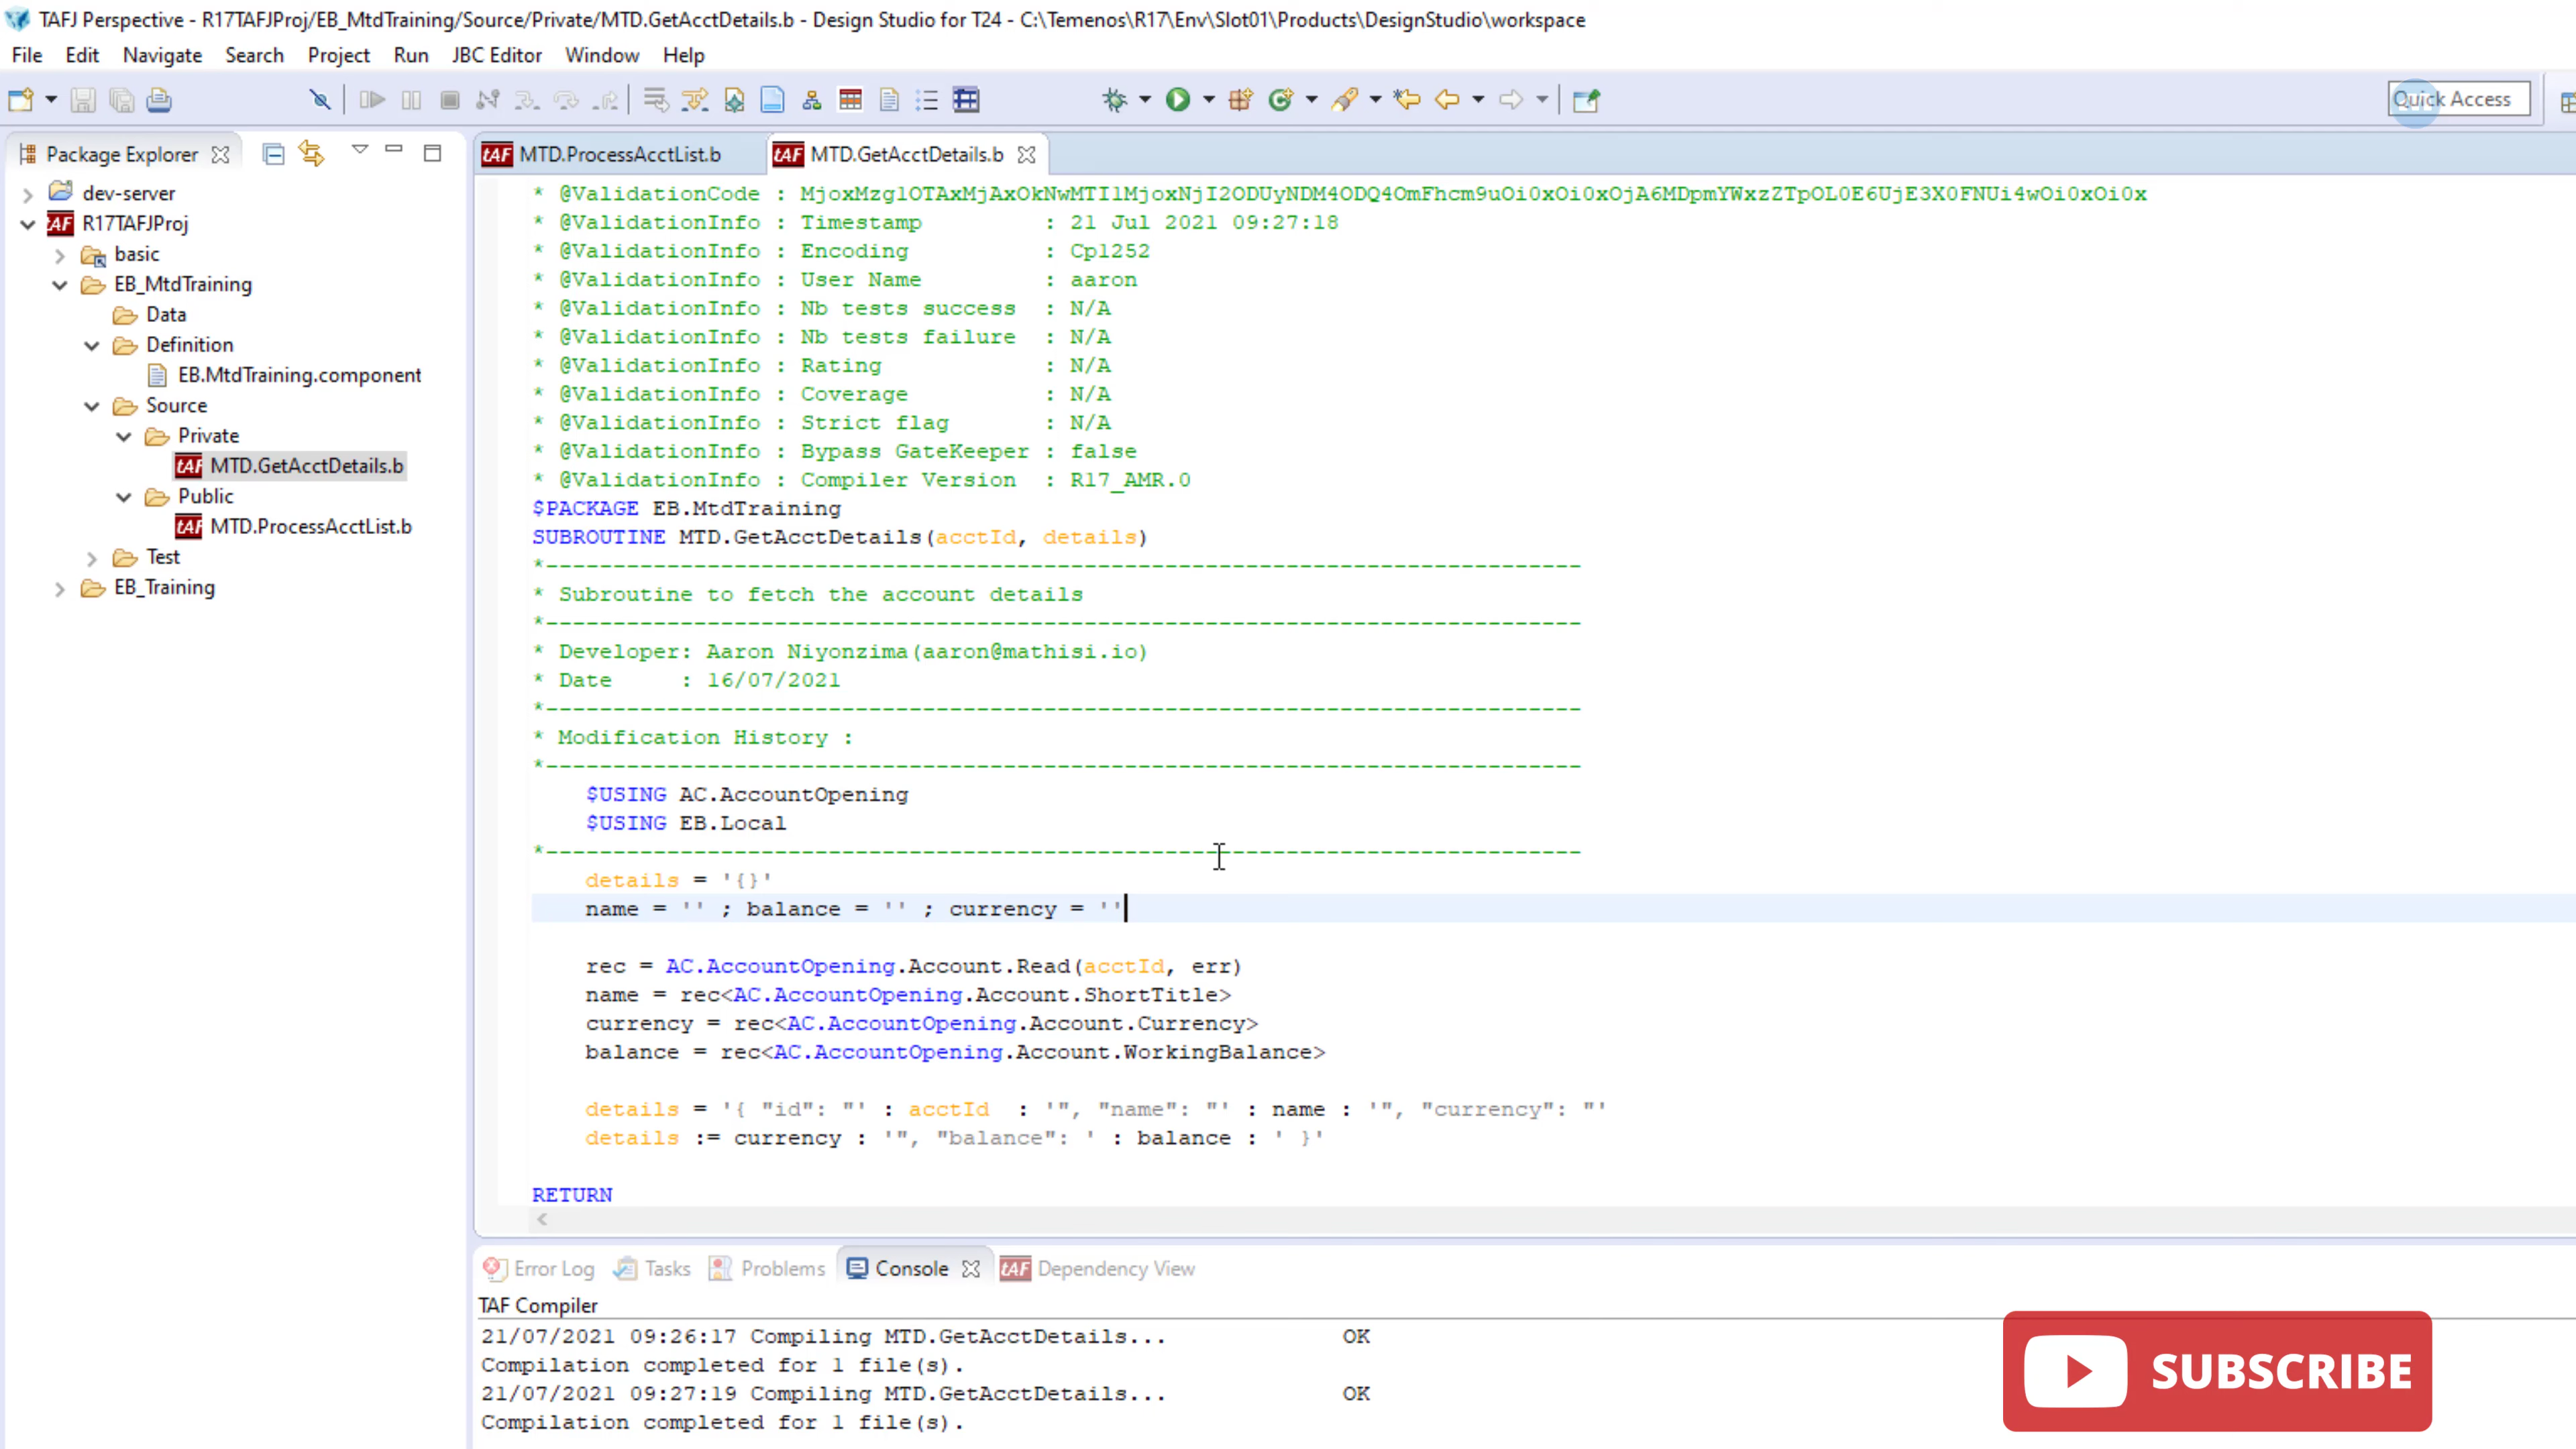 TAFJ Perspective - R17TAFJProj/EB_MtdTraining/Source/Private/MTD.GetAcctDetails.b - Design Studio for T24 - C:\Temenos\R17\Env\Slot01\Products\DesignStudio\workspace
File Edit Navigate Search Project Run JBC Editor Window Help
Quick Access
Package Explorer
dev-server
R17TAFJProj
basic
EB_MtdTraining
Data
Definition
EB.MtdTraining.component
Source
Private
MTD.GetAcctDetails.b
Public
MTD.ProcessAcctList.b
Test
EB_Training
MTD.ProcessAcctList.b MTD.GetAcctDetails.b
* @ValidationCode :
* @ValidationInfo : Timestamp : 21 Jul 2021 09:27:18
* @ValidationInfo : Encoding : Cp1252
* @ValidationInfo : User Name : aaron
* @ValidationInfo : Nb tests success : N/A
* @ValidationInfo : Nb tests failure : N/A
* @ValidationInfo : Rating : N/A
* @ValidationInfo : Coverage : N/A
* @ValidationInfo : Strict flag : N/A
* @ValidationInfo : Bypass GateKeeper : false
* @ValidationInfo : Compiler Version : R17_AMR.0
$PACKAGE EB.MtdTraining
SUBROUTINE MTD.GetAcctDetails(acctId, details)
*-----------------------------------------------------------------------------
* Subroutine to fetch the account details
*-----------------------------------------------------------------------------
* Developer: Aaron Niyonzima(aaron@mathisi.io)
* Date : 16/07/2021
*-----------------------------------------------------------------------------
* Modification History :
*-----------------------------------------------------------------------------
$USING AC.AccountOpening
$USING EB.Local
*-----------------------------------------------------------------------------
details = '{}'
name = '' ; balance = '' ; currency = ''
rec = AC.AccountOpening.Account.Read(acctId, err)
name = rec<AC.AccountOpening.Account.ShortTitle>
currency = rec<AC.AccountOpening.Account.Currency>
balance = rec<AC.AccountOpening.Account.WorkingBalance>
details = '{ "id": "' : acctId : '", "name": "' : name : '", "currency": "'
details := currency : '", "balance": ' : balance : ' }'
RETURN
Error Log Tasks Problems Console Dependency View
TAF Compiler
21/07/2021 09:26:17 Compiling MTD.GetAcctDetails... OK
Compilation completed for 1 file(s).
21/07/2021 09:27:19 Compiling MTD.GetAcctDetails... OK
Compilation completed for 1 file(s).
SUBSCRIBE